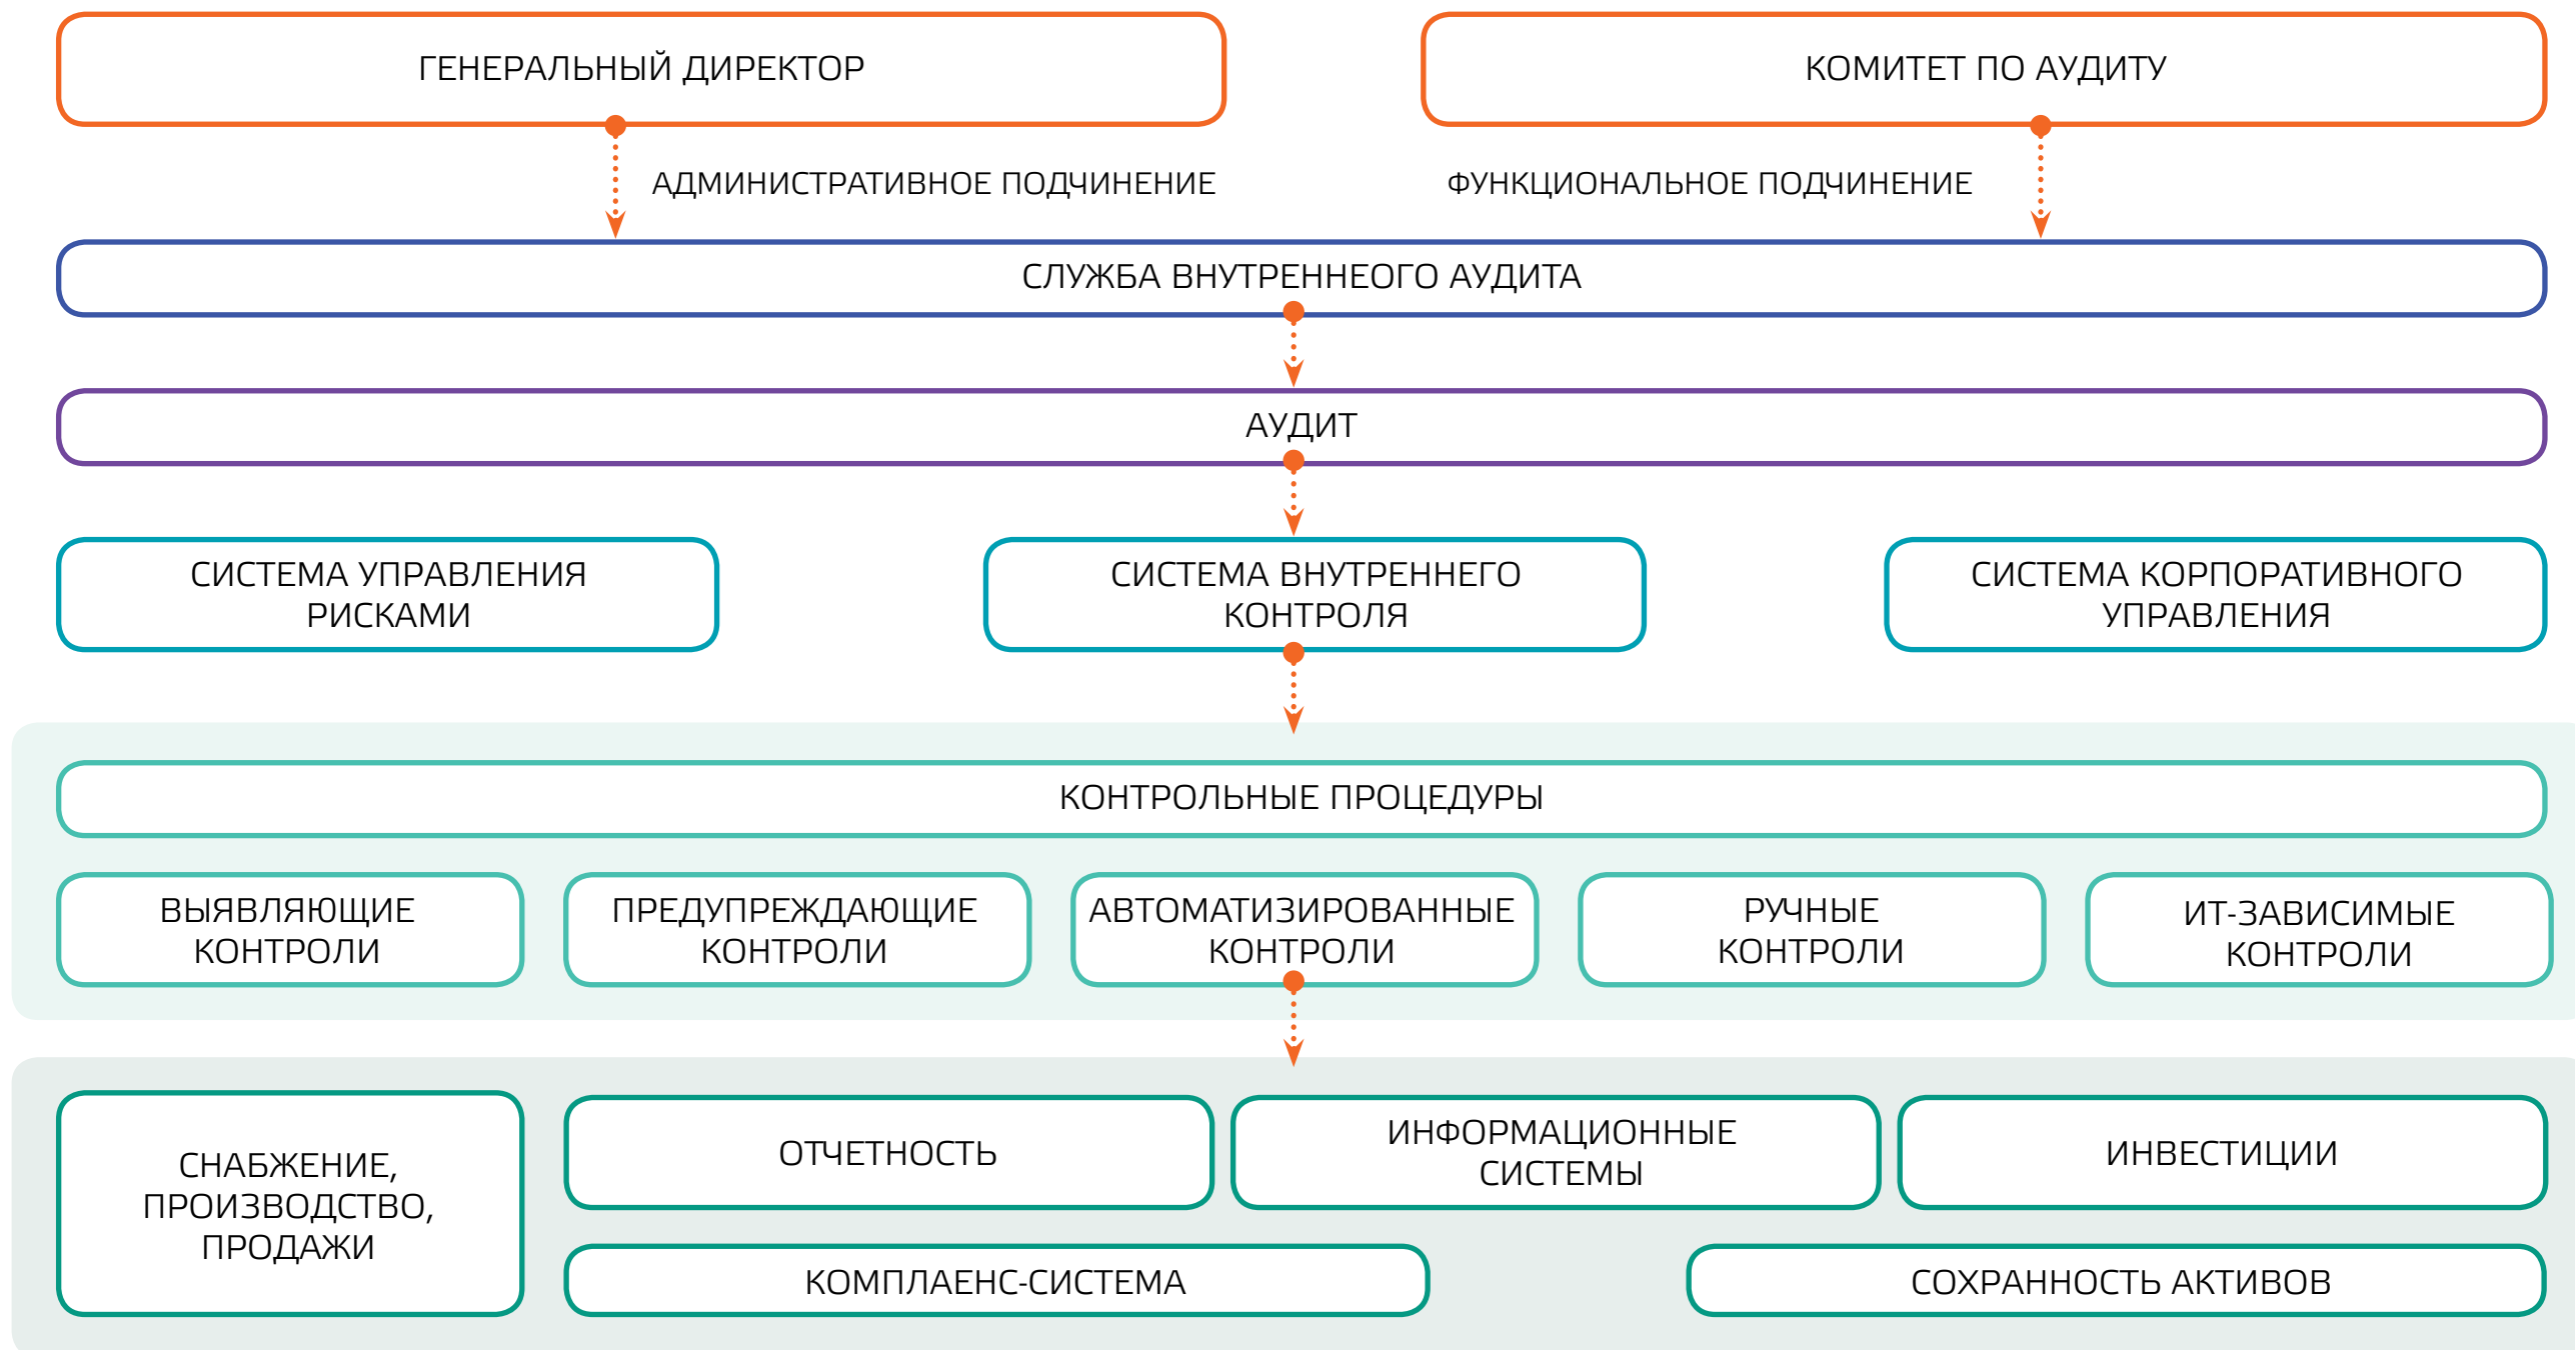 ГЕНЕРАЛЬНЫЙ ДИРЕКТОР
КОМИТЕТ ПО АУДИТУ
АДМИНИСТРАТИВНОЕ ПОДЧИНЕНИЕ
ФУНКЦИОНАЛЬНОЕ ПОДЧИНЕНИЕ
СЛУЖБА ВНУТРЕННЕОГО АУДИТА
АУДИТ
СИСТЕМА УПРАВЛЕНИЯ
РИСКАМИ
СИСТЕМА ВНУТРЕННЕГО
КОНТРОЛЯ
СИСТЕМА КОРПОРАТИВНОГО
УПРАВЛЕНИЯ
КОНТРОЛЬНЫЕ ПРОЦЕДУРЫ
ВЫЯВЛЯЮЩИЕ
КОНТРОЛИ
ПРЕДУПРЕЖДАЮЩИЕ
КОНТРОЛИ
АВТОМАТИЗИРОВАННЫЕ
КОНТРОЛИ
РУЧНЫЕ
КОНТРОЛИ
ИТ-ЗАВИСИМЫЕ
КОНТРОЛИ
СНАБЖЕНИЕ,
ПРОИЗВОДСТВО,
ПРОДАЖИ
ОТЧЕТНОСТЬ
ИНФОРМАЦИОННЫЕ
СИСТЕМЫ
ИНВЕСТИЦИИ
КОМПЛАЕНС-СИСТЕМА
СОХРАННОСТЬ АКТИВОВ